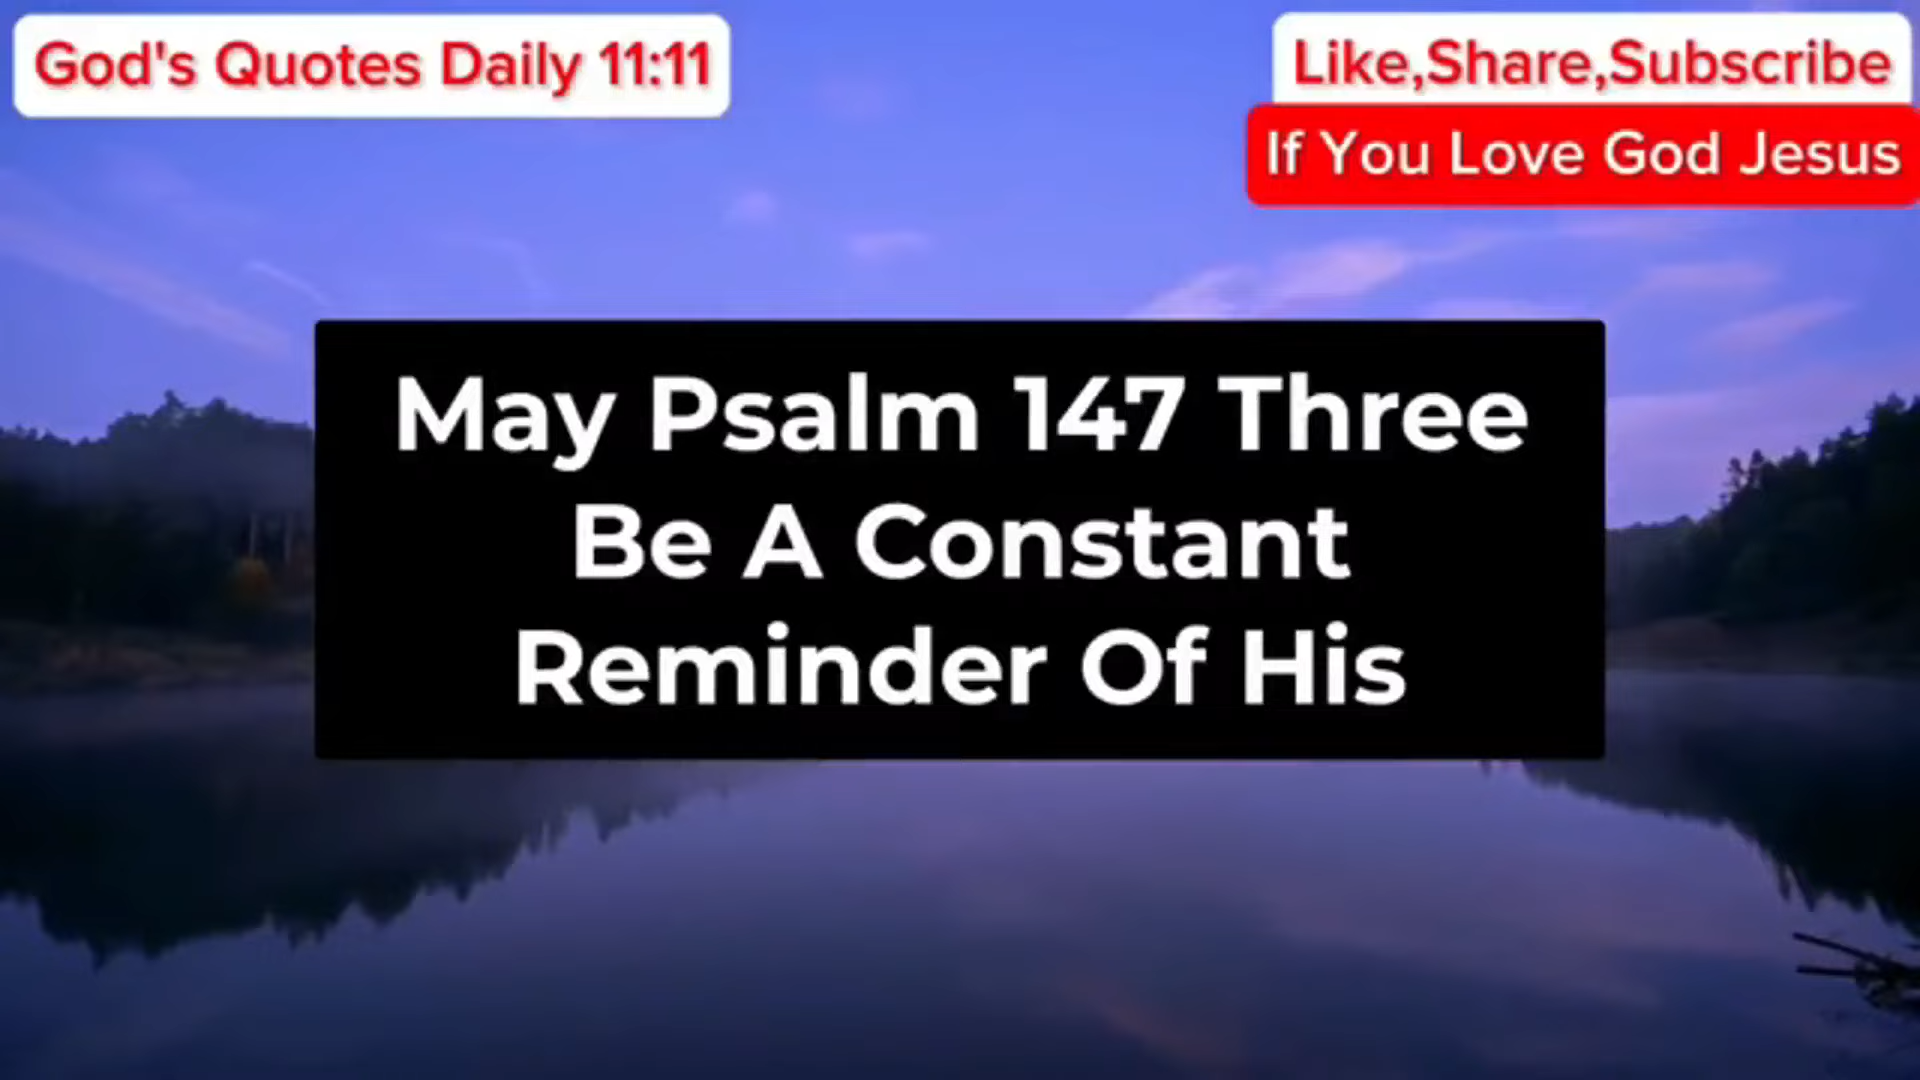 God's Quotes Daily 11:11
Like,Share,Subscribe
If You Love God Jesus
May Psalm 147 Three
Be A Constant
Reminder Of His